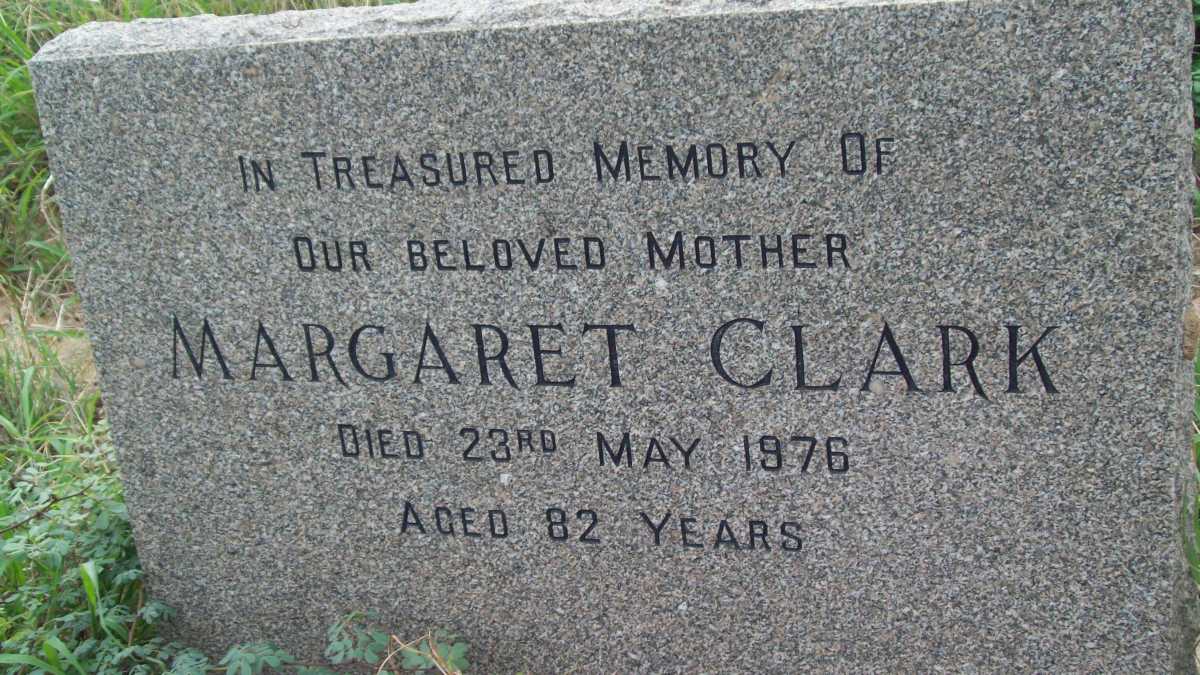 In Treasured Memory Of
Our beloved Mother
Margaret Clark
Died 23rd May 1976
Aged 82 Years